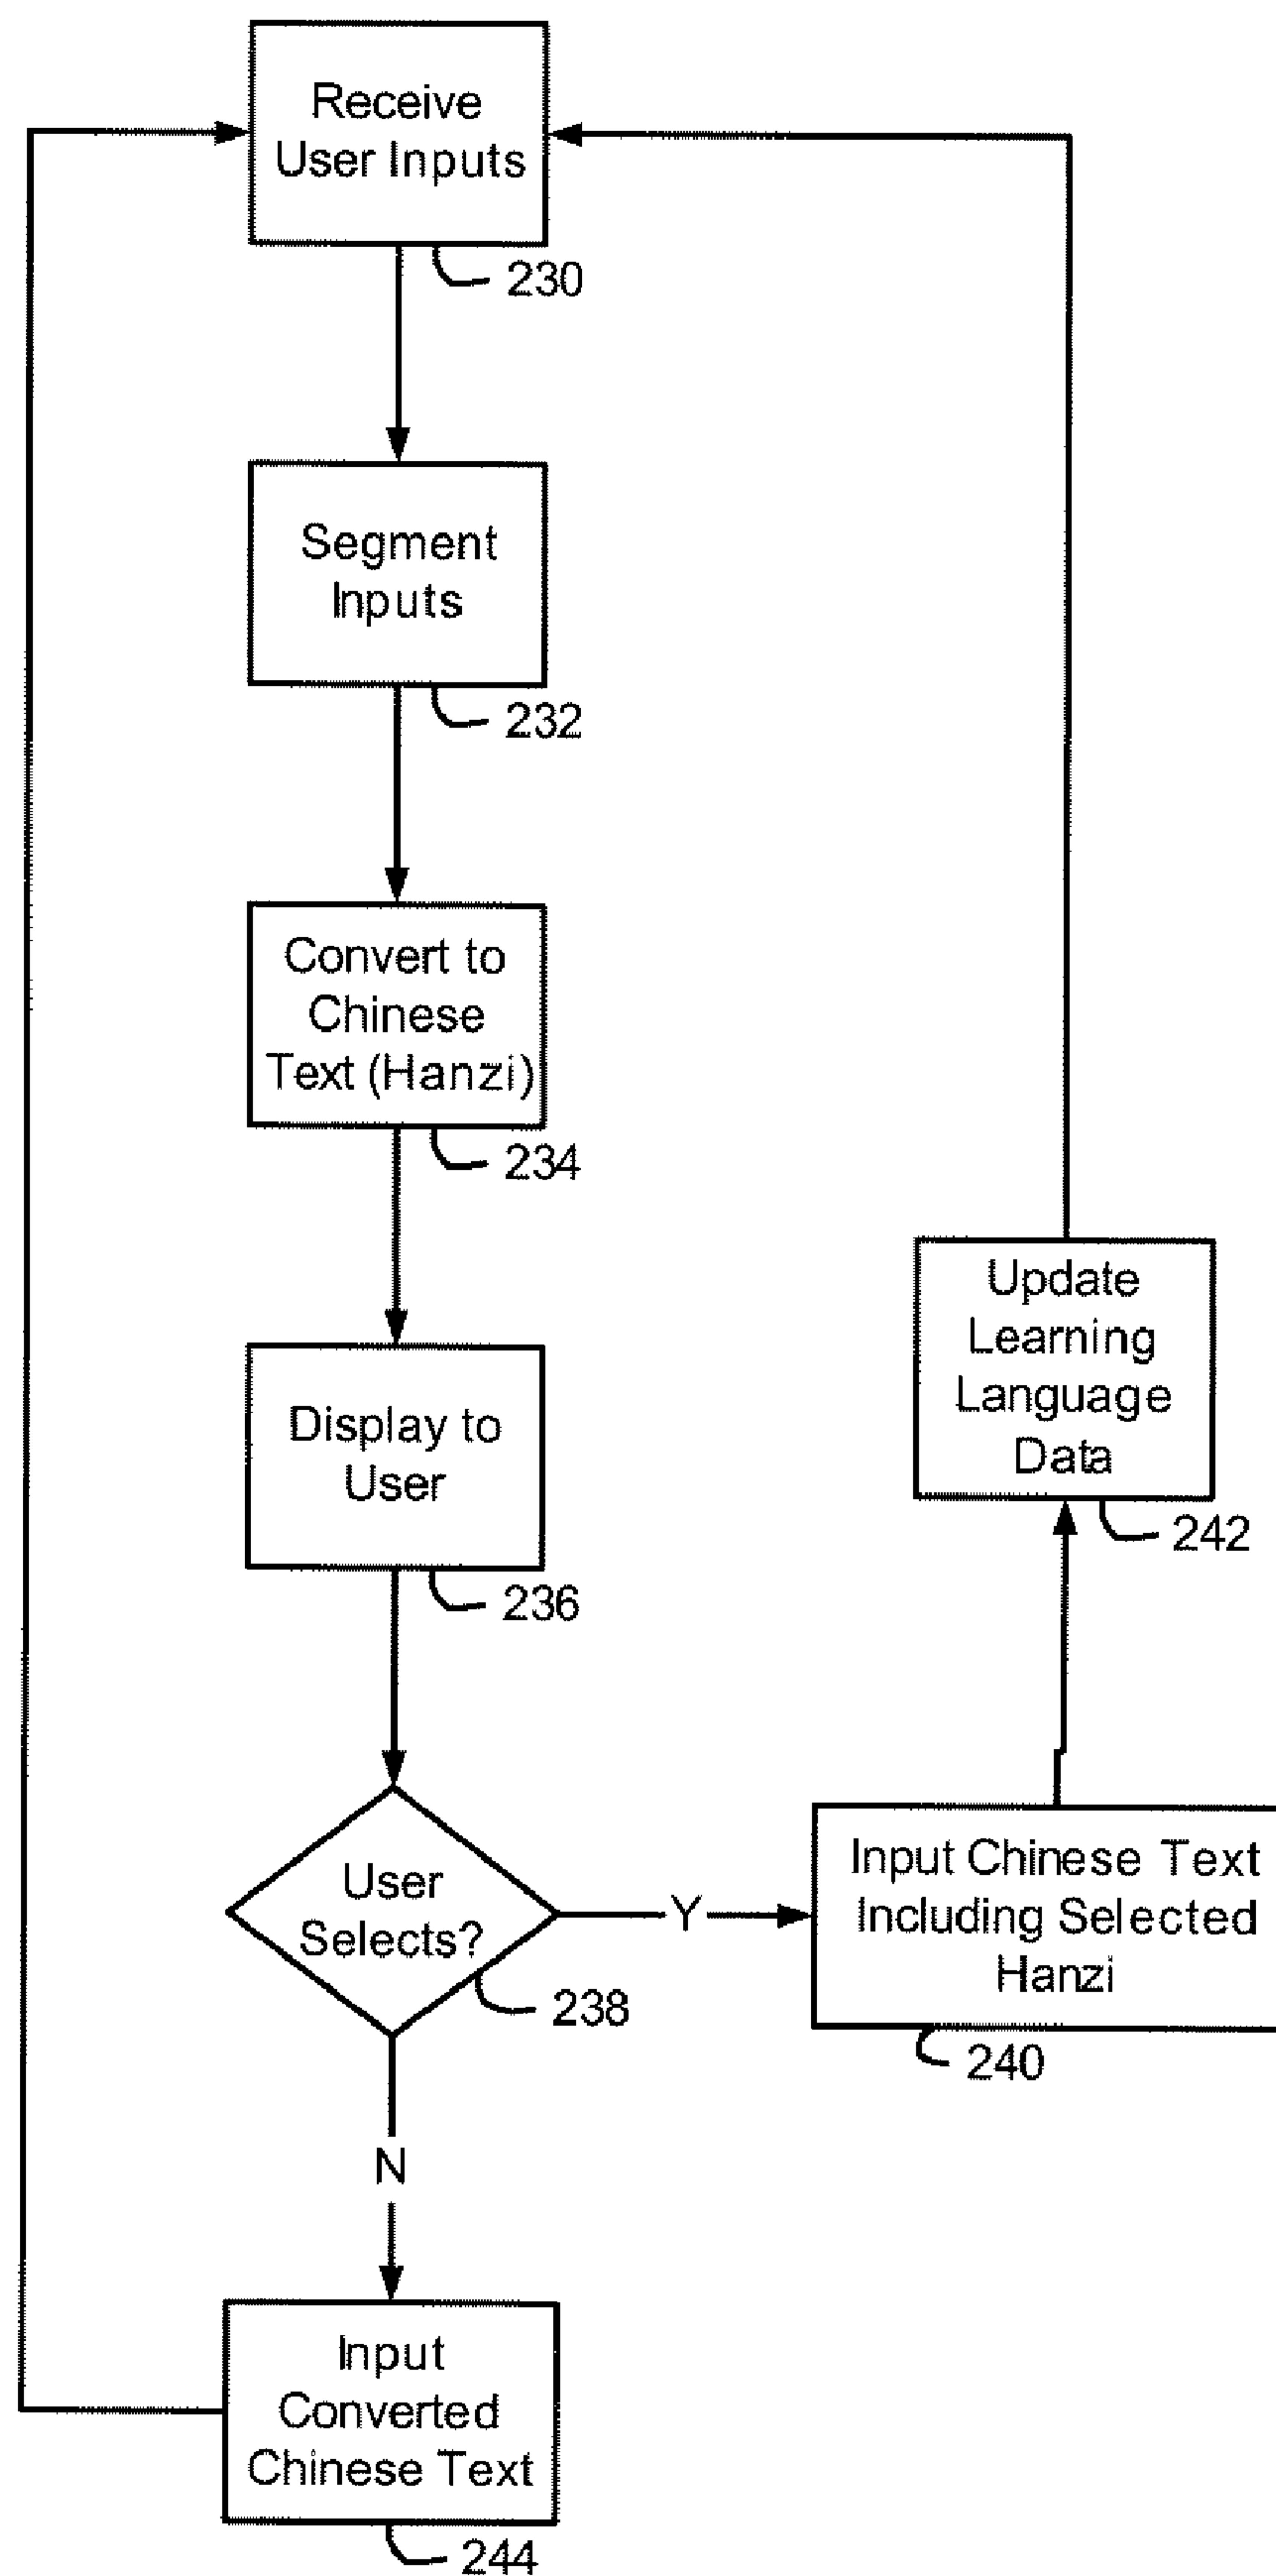 Receive
User Inputs
230
Segment
Inputs
232
Convert to
Chinese
Text (Hanzi)
234
Display to
User
236
User
Selects?
238
Y
Input Chinese Text
Including Selected
Hanzi
240
Update
Learning
Language
Data
242
N
Input
Converted
Chinese Text
244